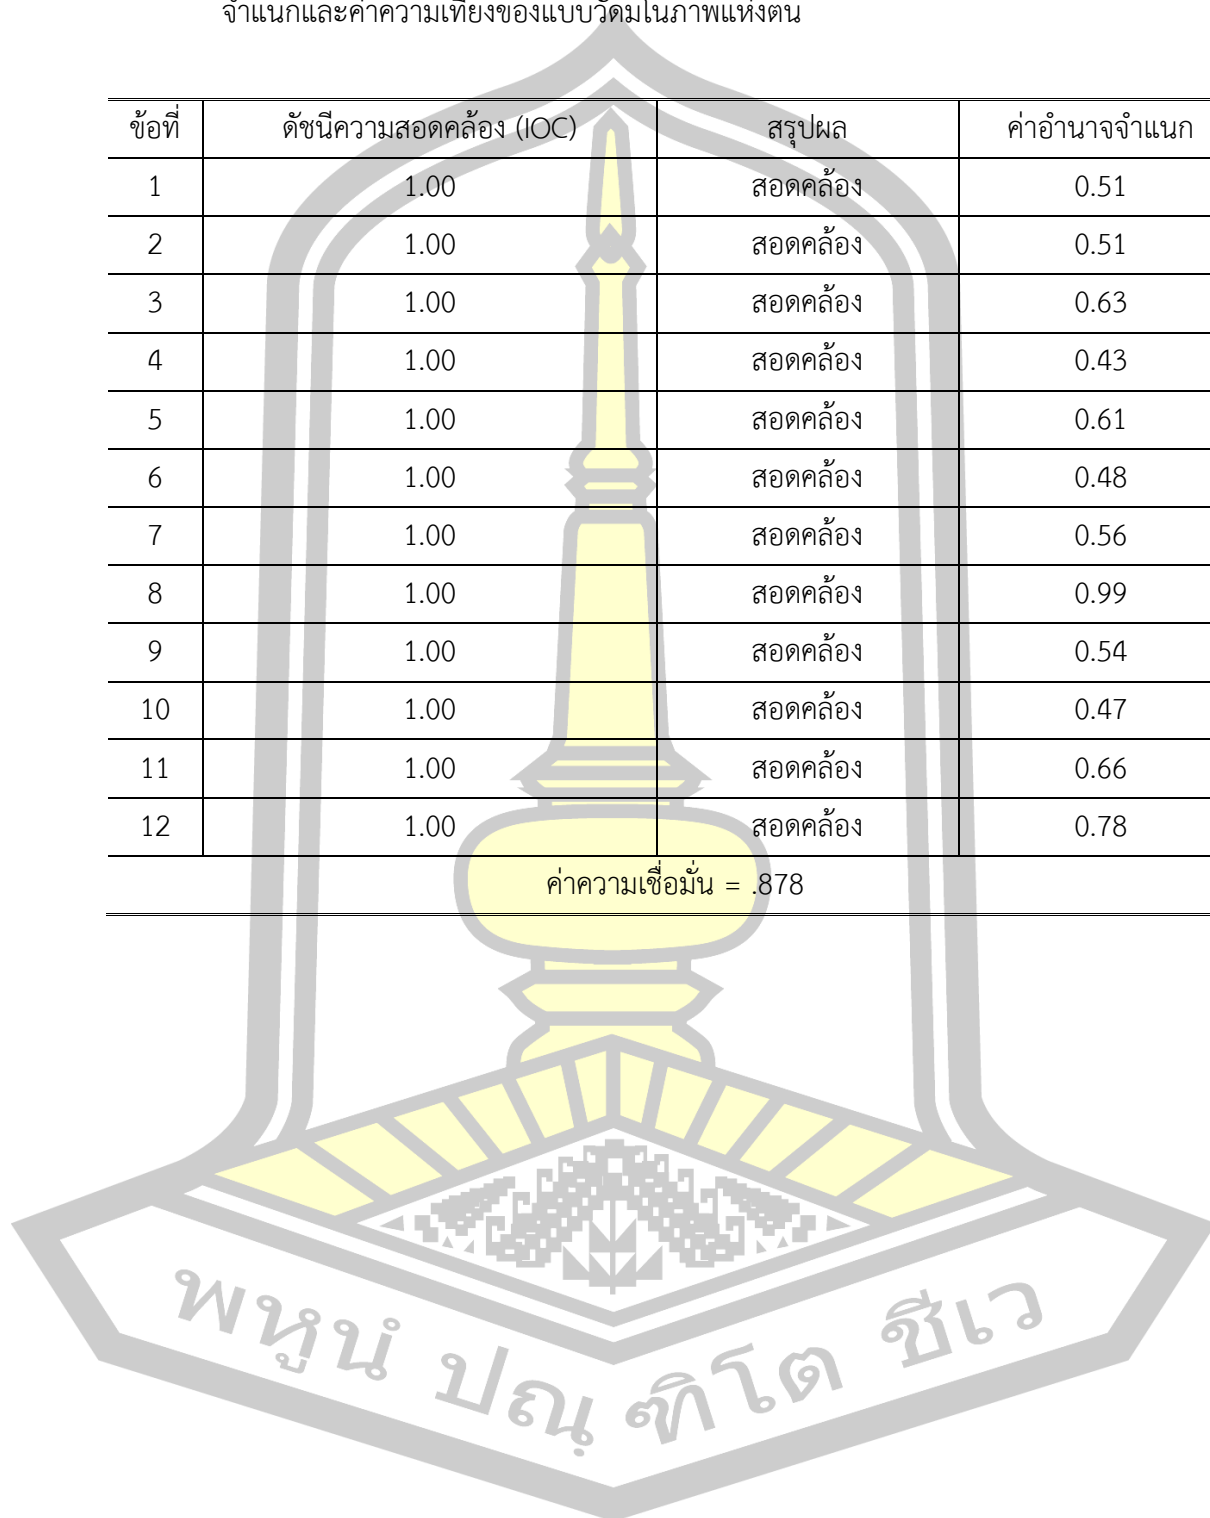 จำแนกและค่าความเที่ยงของแบบวัดมโนภาพแห่งตน
ข้อที่ ดัชนีความสอดคล้อง (IOC) สรุปผล ค่าอำนาจจำแนก
1 1.00 สอดคล้อง 0.51
2 1.00 สอดคล้อง 0.51
3 1.00 สอดคล้อง 0.63
4 1.00 สอดคล้อง 0.43
5 1.00 สอดคล้อง 0.61
6 1.00 สอดคล้อง 0.48
7 1.00 สอดคล้อง 0.56
8 1.00 สอดคล้อง 0.99
9 1.00 สอดคล้อง 0.54
10 1.00 สอดคล้อง 0.47
11 1.00 สอดคล้อง 0.66
12 1.00 สอดคล้อง 0.78
ค่าความเชื่อมั่น = .878
พหูนํ ปณฺฑิโต ชีเว